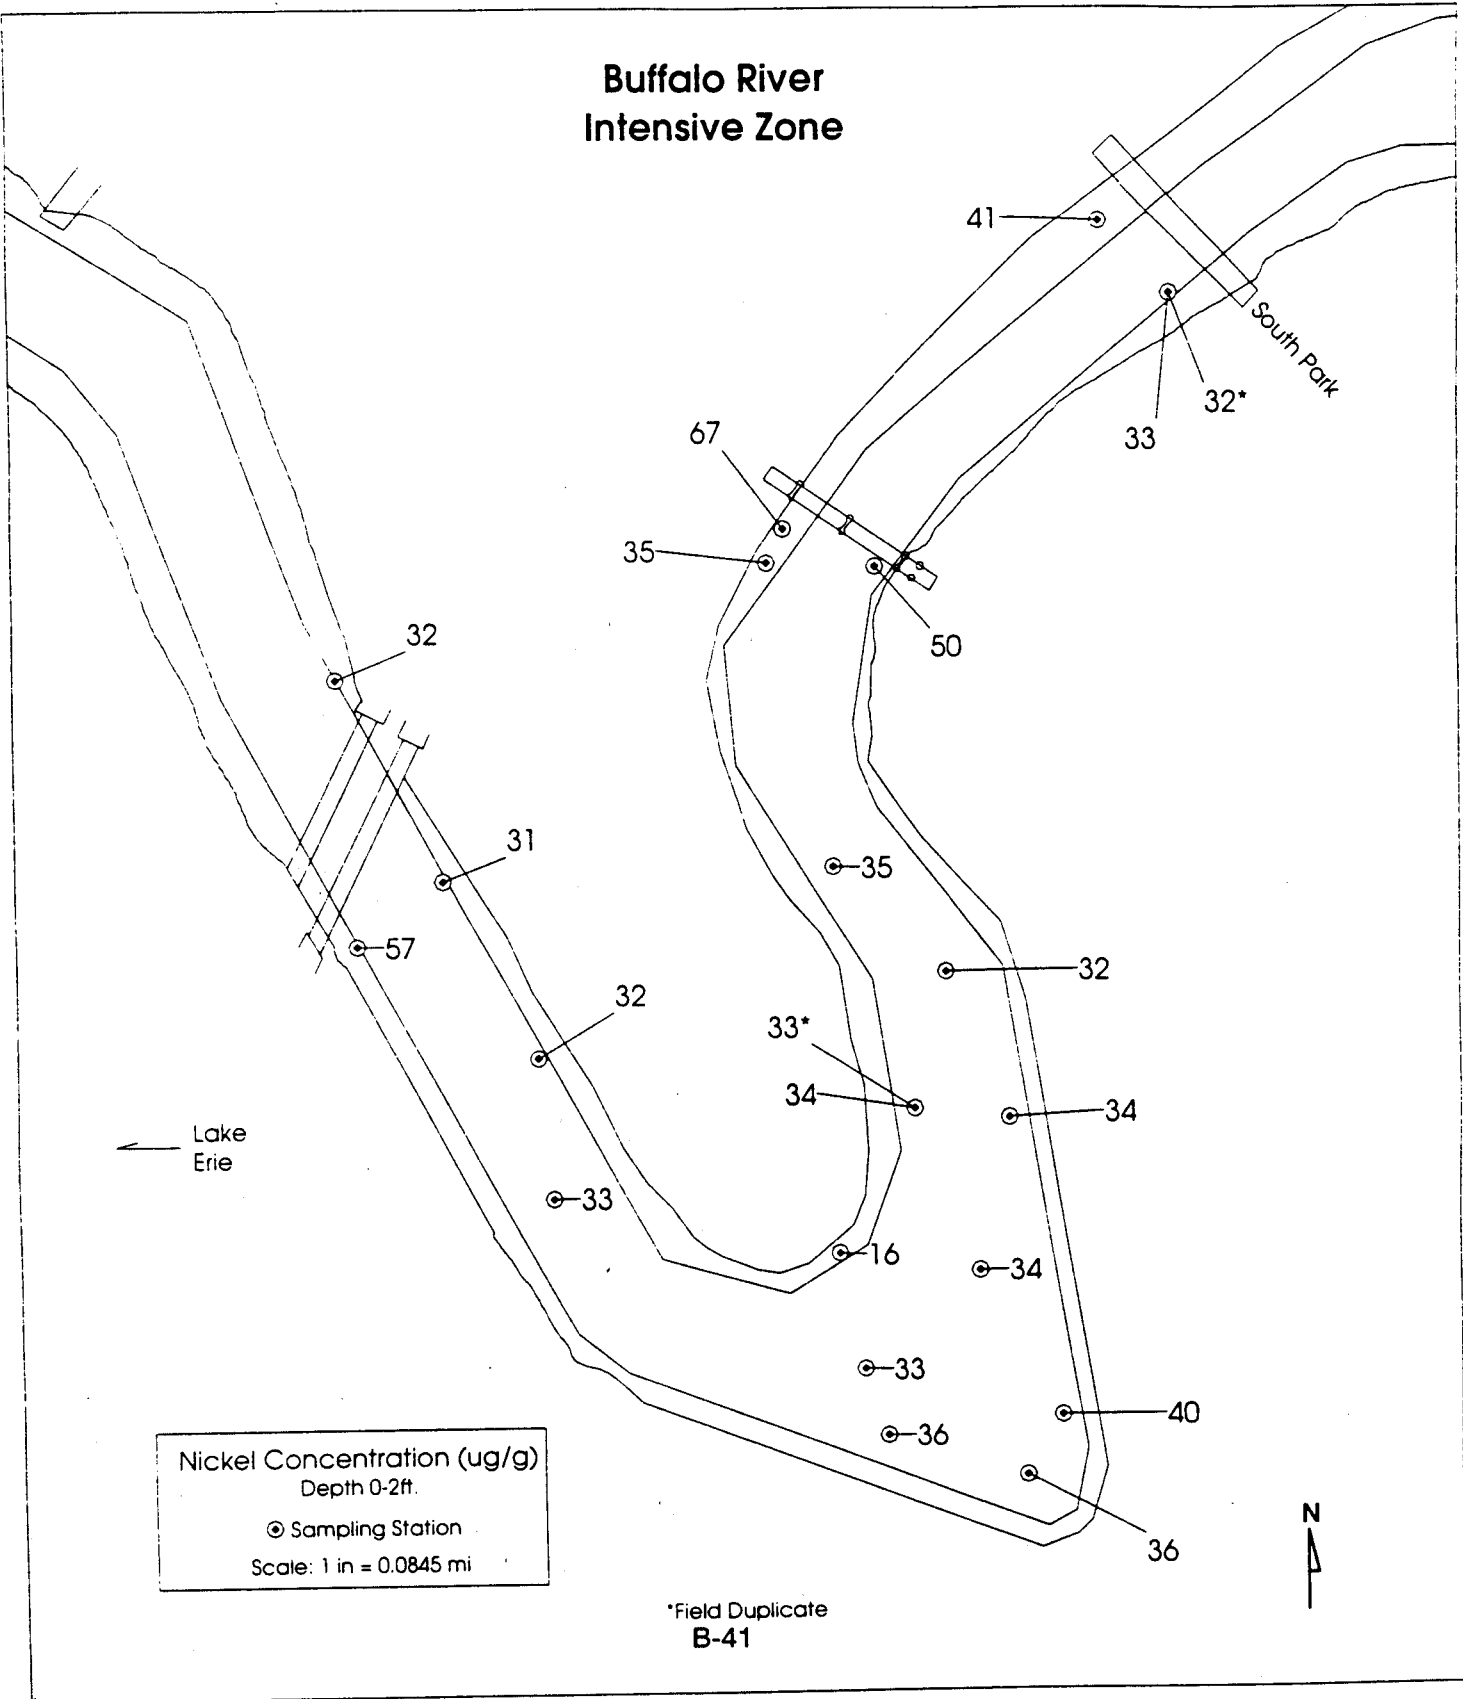 Buffalo River
Intensive Zone
41
South Park
32*
33
67
35
50
32
31
35
57
32
32
33*
34
34
Lake
Erie
33
16
34
33
40
36
36
Nickel Concentration (ug/g)
Depth 0-2ft.
Sampling Station
Scale: 1 in = 0.0845 mi
N
*Field Duplicate
B-41